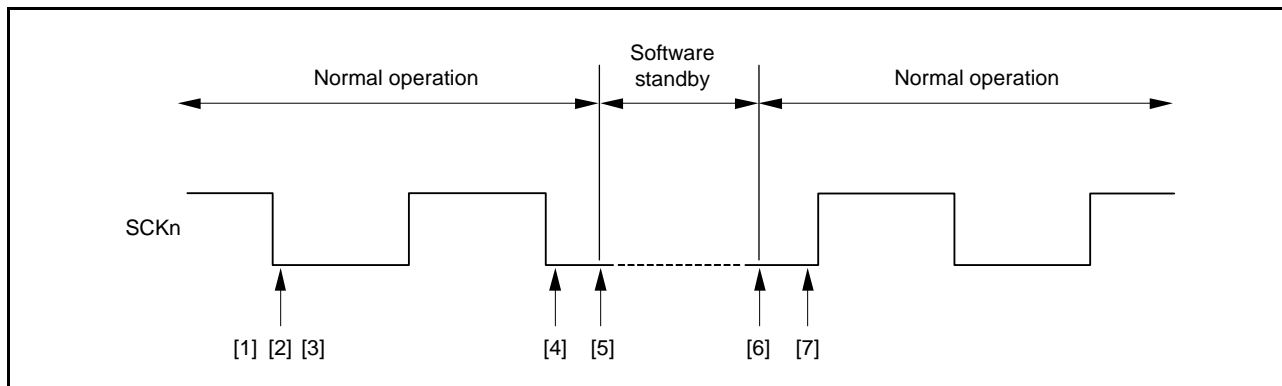 Software
standby
Normal operation
Normal operation
SCKn
[1] [2] [3]
[4]
[5]
[6]
[7]